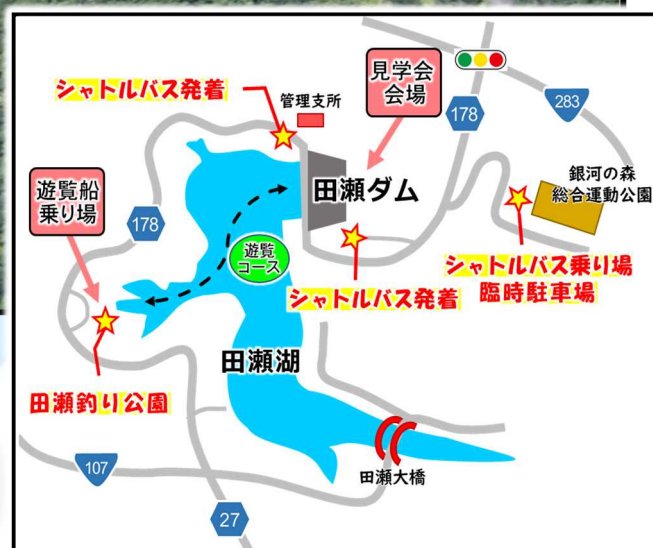 シャトルバス発着
管理支所
見学会
会場
178
283
銀河の森
総合運動公園
遊覧船
乗り場
178
田瀬ダム
遊覧
コース
シャトルバス発着
シャトルバス乗り場
臨時駐車場
田瀬湖
田瀬釣り公園
107
27
田瀬大橋